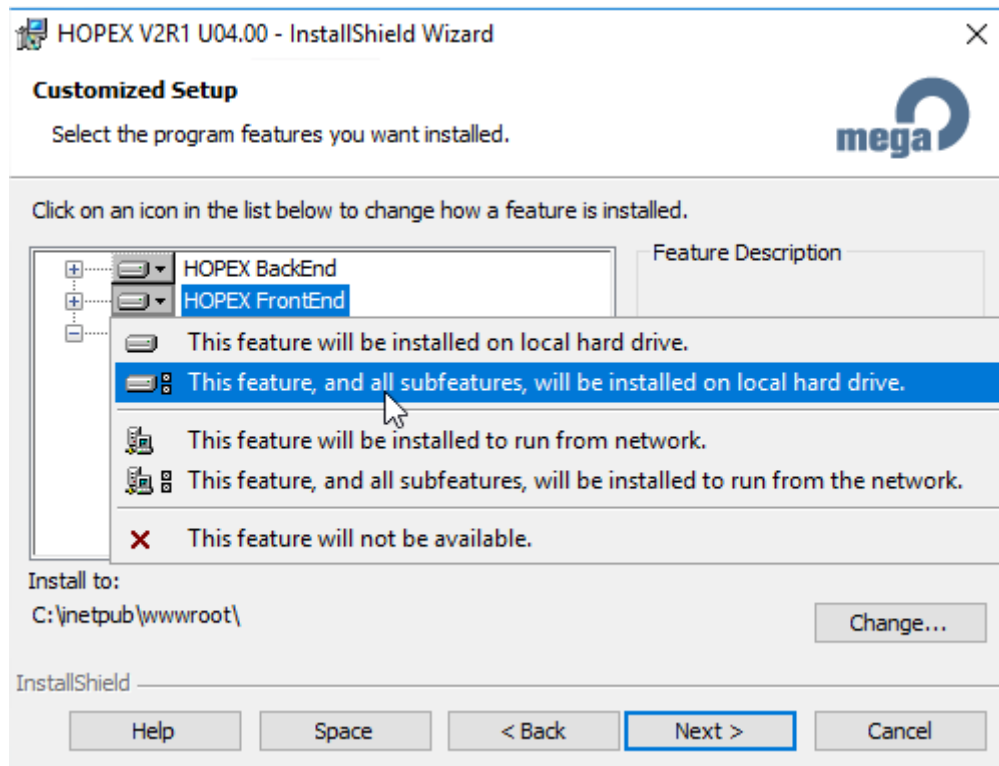 HOPEX V2R1 U04.00 - InstallShield Wizard
Customized Setup
Select the program features you want installed.
mega
Click on an icon in the list below to change how a feature is installed.
Feature Description
HOPEX BackEnd
HOPEX FrontEnd
This feature will be installed on local hard drive.
This feature, and all subfeatures, will be installed on local hard drive.
This feature will be installed to run from network.
This feature, and all subfeatures, will be installed to run from the network.
This feature will not be available.
Install to:
C:\inetpub\wwwroot\
Change...
InstallShield
Help
Space
< Back
Next >
Cancel